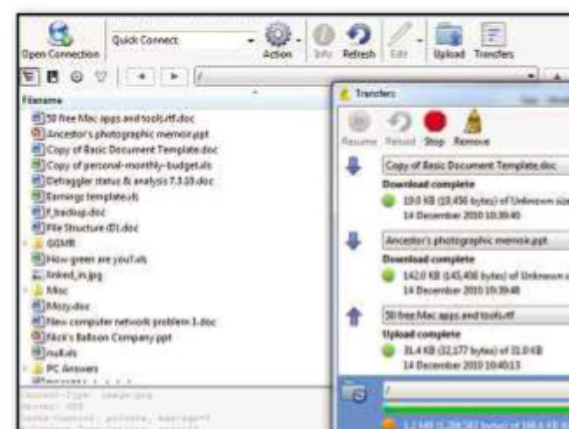 Open Connection
Quick Connect
Action
Info
Refresh
Edit
Upload
Transfers
/
Filename
50 free Mac apps and tools.rtf.doc
Ancestor's photographic memoir.ppt
Copy of Basic Document Template.doc
Copy of personal-monthly-budget.xls
Defraggler status & analysis 7.3.10.doc
Earnings template.xls
f_backup.doc
File Structure (D).doc
GGMR
How green are you1.xls
linked_in.jpg
Misc
Mozy.doc
New computer network problem 1.doc
Nick's Balloon Company.ppt
null.xls
PC Answers
Transfers
Resume
Reload
Stop
Remove
Copy of Basic Document Template.doc
Download complete
19.0 KB (19,456 bytes) of Unknown size
14 December 2010 10:39:40
Ancestor's photographic memoir.ppt
Download complete
142.0 KB (145,408 bytes) of Unknown
14 December 2010 10:39:48
50 free Mac apps and tools.rtf
Upload complete
31.4 KB (32,177 bytes) of 31.0 KB
14 December 2010 10:40:13
/